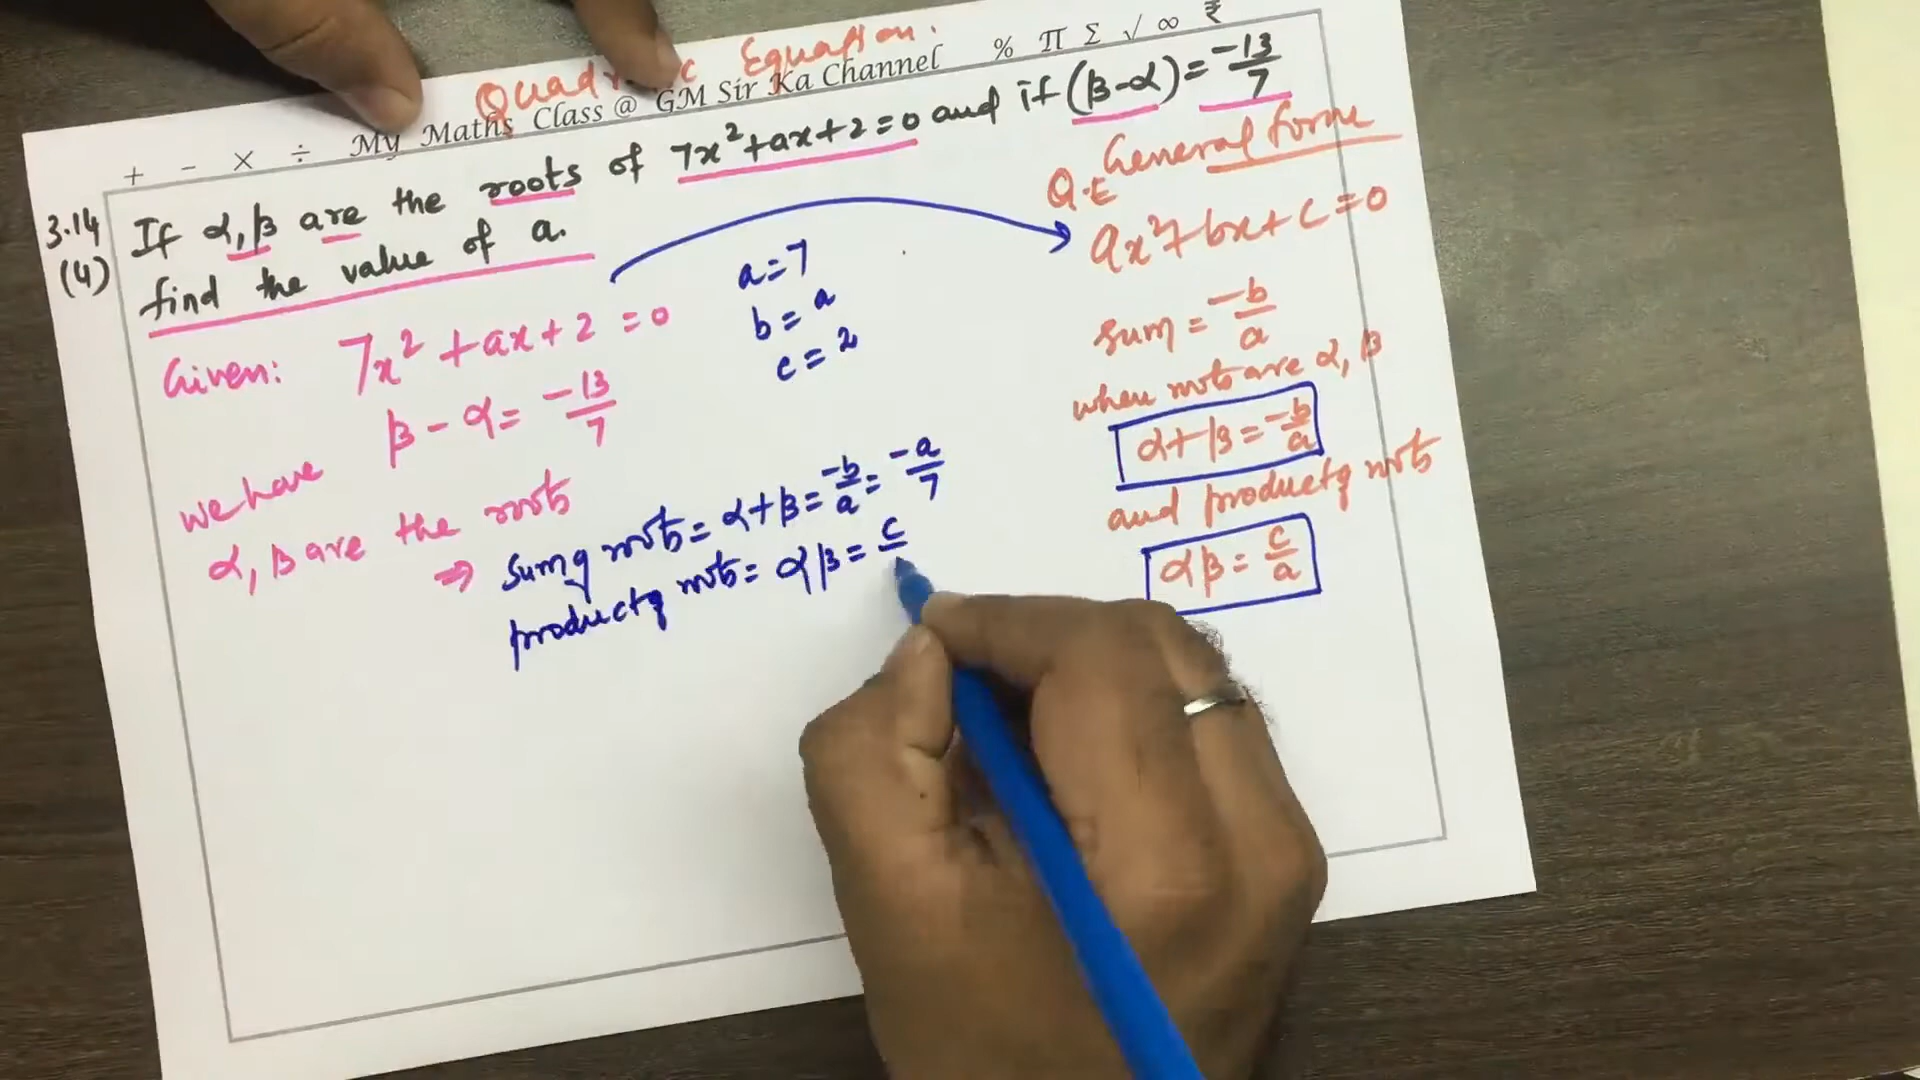 Quad c Equation.
% Π Σ √ ∞ ₹
My Maths Class @ GM Sir Ka Channel
+ - × ÷
3.14
(4)
If α,β are the roots of 7x²+ax+2=0 and if (β-α)=-13/7
find the value of a.
Given: 7x²+ax+2=0
β-α=-13/7
a=7
b=a
c=2
we have
α,β are the roots
⇒ Sum of roots=α+β=-b/a=-a/7
product of roots=αβ=c
General form
Q.E
ax²+bx+c=0
Sum=-b/a
when roots are α,β
α+β=-b/a
and product of roots
αβ=c/a